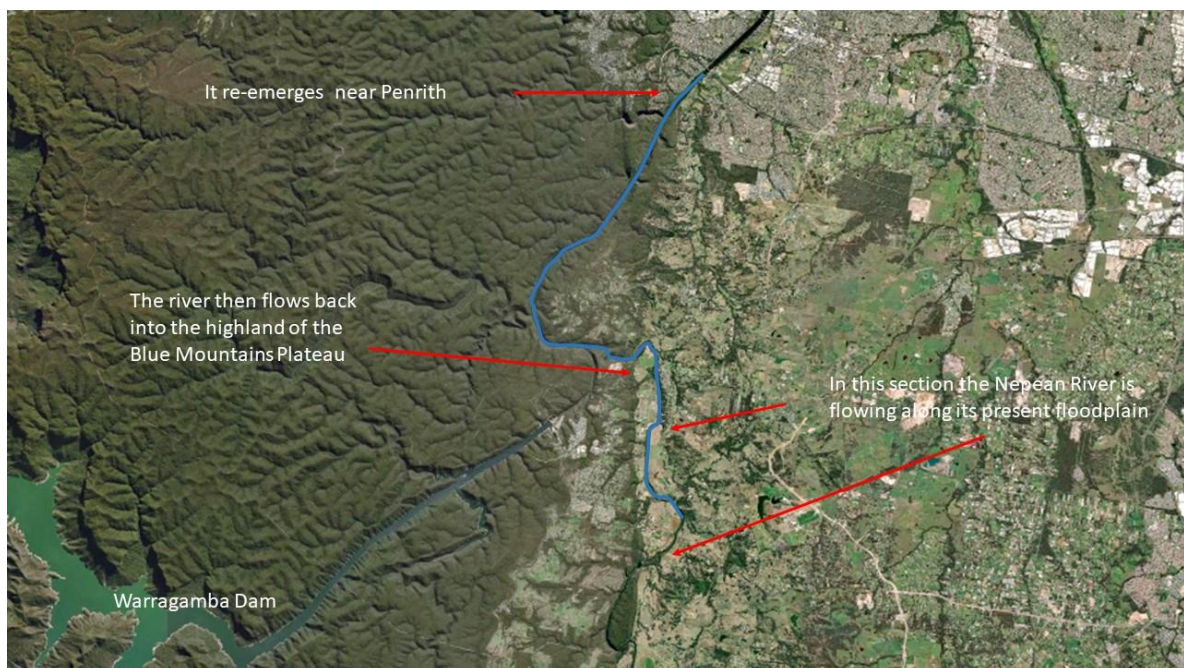 It re-emerges near Penrith
The river then flows back
into the highland of the
Blue Mountains Plateau
In this section the Nepean River is
flowing along its present floodplain
Warragamba Dam